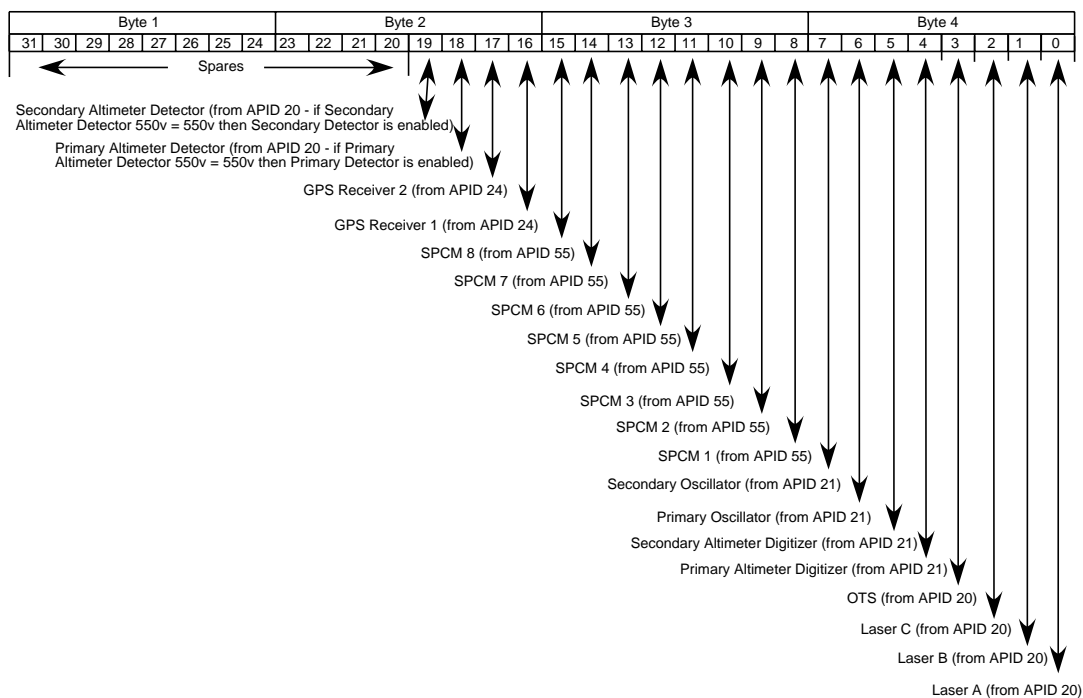 Byte 1 Byte 2 Byte 3 Byte 4
31 30 29 28 27 26 25 24 23 22 21 20 19 18 17 16 15 14 13 12 11 10 9 8 7 6 5 4 3 2 1 0
Spares
Secondary Altimeter Detector (from APID 20 - if Secondary
Altimeter Detector 550v = 550v then Secondary Detector is enabled)
Primary Altimeter Detector (from APID 20 - if Primary
Altimeter Detector 550v = 550v then Primary Detector is enabled)
GPS Receiver 2 (from APID 24)
GPS Receiver 1 (from APID 24)
SPCM 8 (from APID 55)
SPCM 7 (from APID 55)
SPCM 6 (from APID 55)
SPCM 5 (from APID 55)
SPCM 4 (from APID 55)
SPCM 3 (from APID 55)
SPCM 2 (from APID 55)
SPCM 1 (from APID 55)
Secondary Oscillator (from APID 21)
Primary Oscillator (from APID 21)
Secondary Altimeter Digitizer (from APID 21)
Primary Altimeter Digitizer (from APID 21)
OTS (from APID 20)
Laser C (from APID 20)
Laser B (from APID 20)
Laser A (from APID 20)